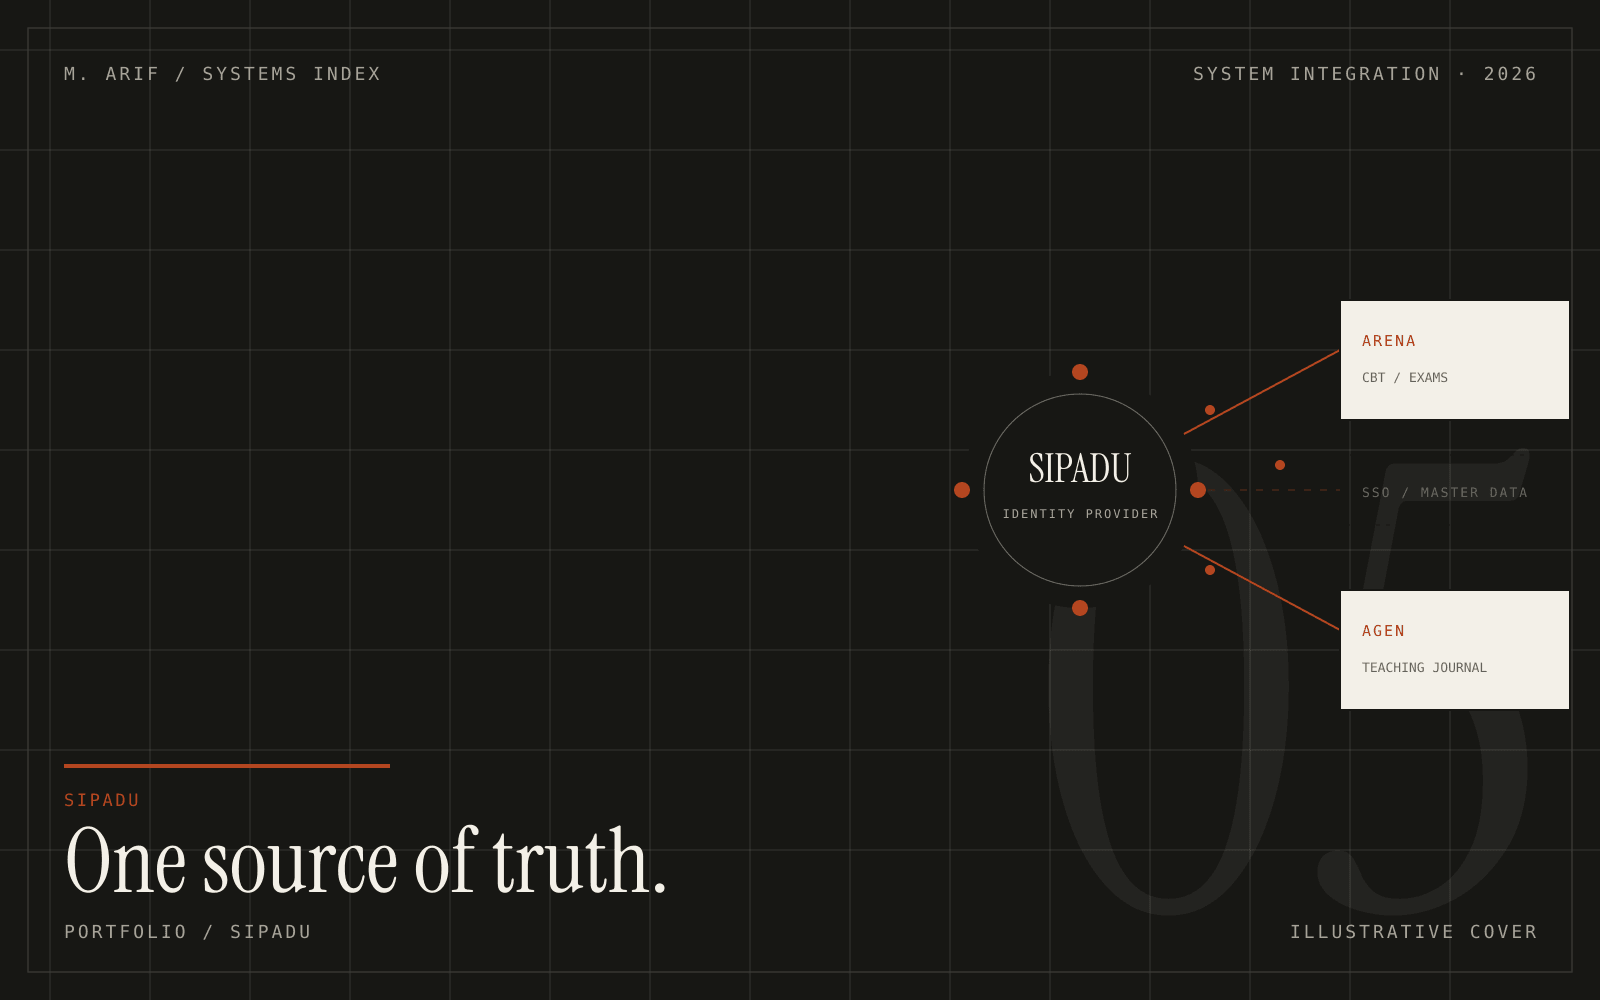 M. ARIF / SYSTEMS INDEX
SYSTEM INTEGRATION · 2026
ARENA
CBT / EXAMS
SIPADU
IDENTITY PROVIDER
SSO / MASTER DATA
AGEN
TEACHING JOURNAL
05
SIPADU
One source of truth.
PORTFOLIO / SIPADU
ILLUSTRATIVE COVER